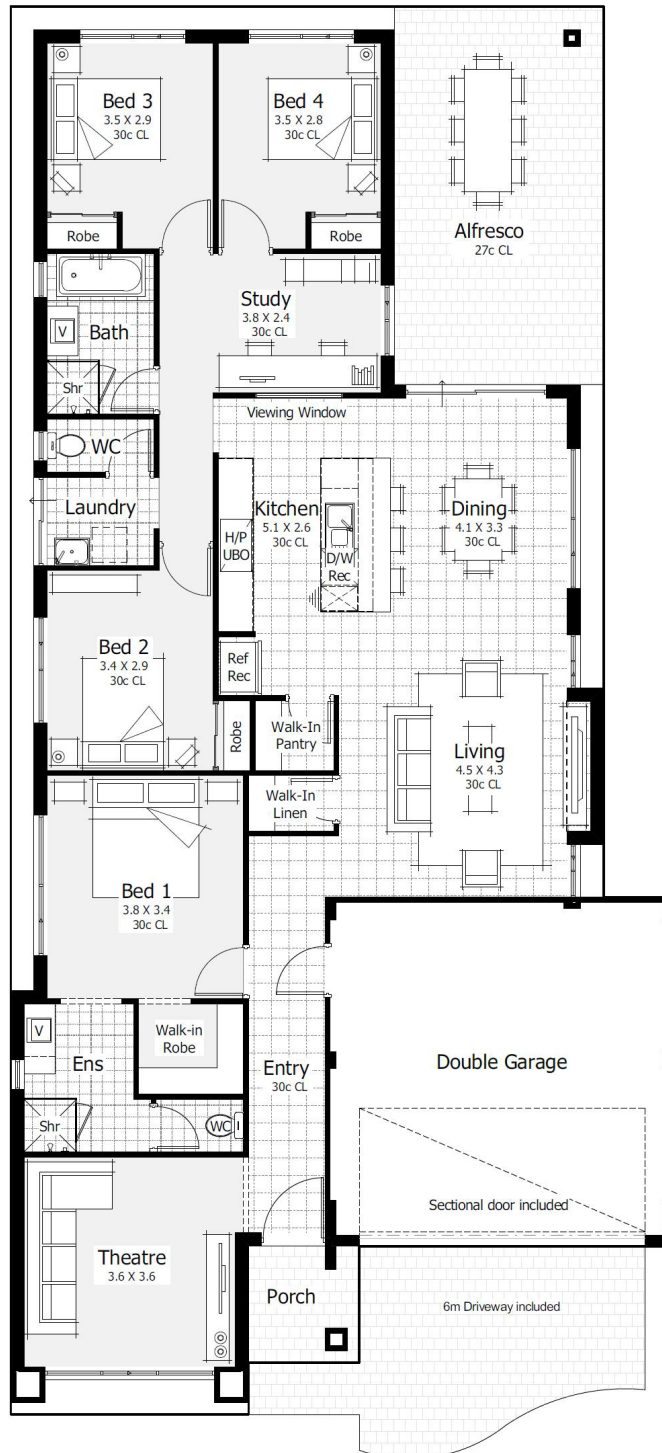 Bed 3
3.5 X 2.9
30c CL
Bed 4
3.5 X 2.8
30c CL
Robe
Robe
Alfresco
27c CL
Study
3.8 X 2.4
30c CL
Bath
V
Shr
WC
Viewing Window
Laundry
Kitchen
5.1 X 2.6
30c CL
H/P
UBO
D/W
Rec
Dining
4.1 X 3.3
30c CL
Bed 2
3.4 X 2.9
30c CL
Ref
Rec
Robe
Walk-In
Pantry
Living
4.5 X 4.3
30c CL
Walk-In
Linen
Bed 1
3.8 X 3.4
30c CL
V
Ens
Walk-in
Robe
Entry
30c CL
Double Garage
Shr
WC
Sectional door included
Theatre
3.6 X 3.6
Porch
6m Driveway included